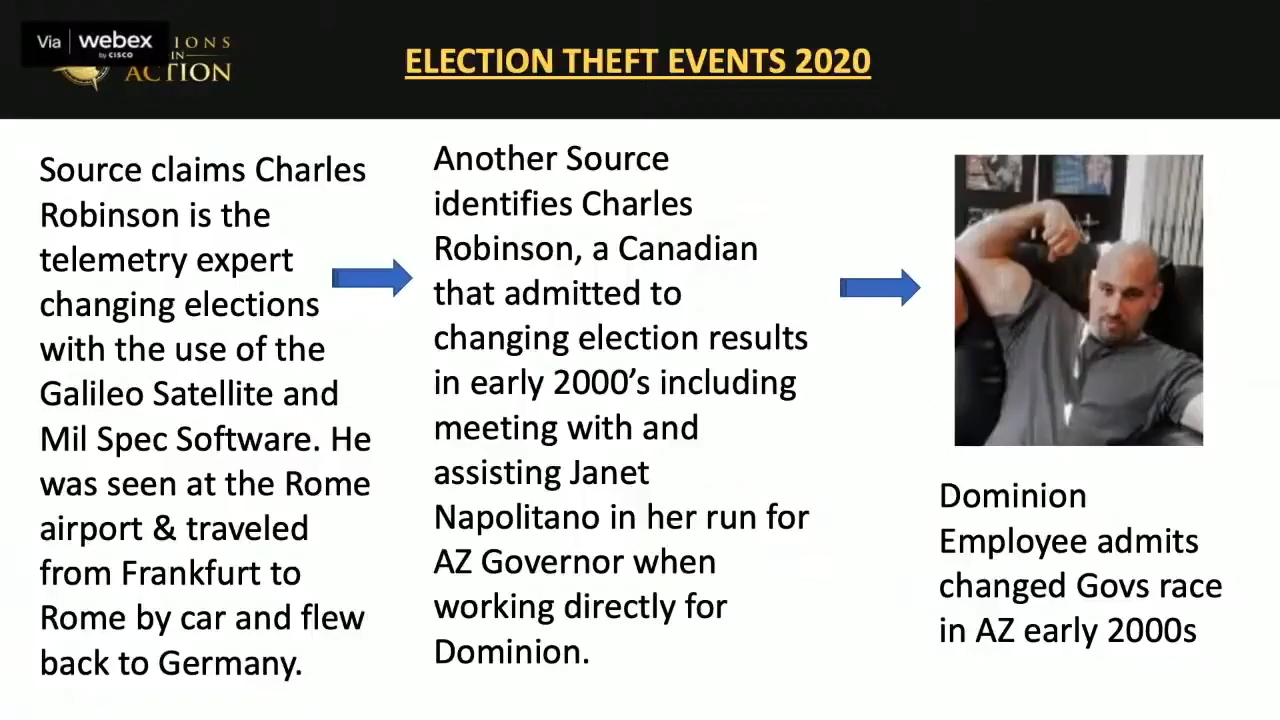 Via webex
by CISCO
IONS
IN
ACTION
ELECTION THEFT EVENTS 2020
Source claims Charles
Robinson is the
telemetry expert
changing elections
with the use of the
Galileo Satellite and
Mil Spec Software. He
was seen at the Rome
airport & traveled
from Frankfurt to
Rome by car and flew
back to Germany.
Another Source
identifies Charles
Robinson, a Canadian
that admitted to
changing election results
in early 2000’s including
meeting with and
assisting Janet
Napolitano in her run for
AZ Governor when
working directly for
Dominion.
Dominion
Employee admits
changed Govs race
in AZ early 2000s